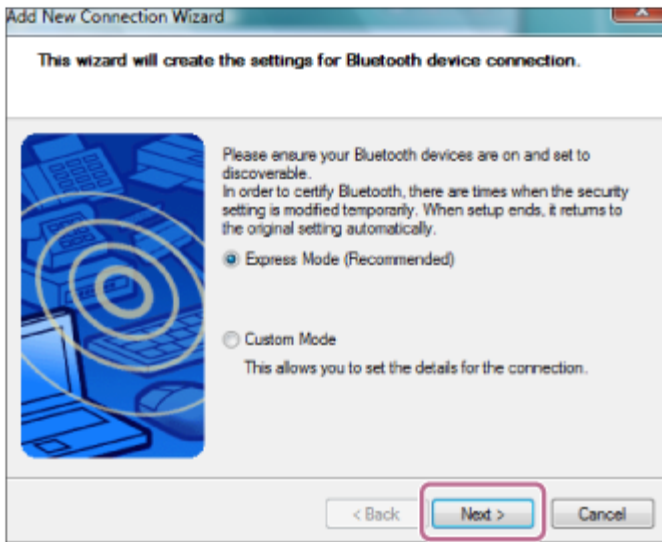 Add New Connection Wizard
This wizard will create the settings for Bluetooth device connection.
Please ensure your Bluetooth devices are on and set to
discoverable.
In order to certify Bluetooth, there are times when the security
setting is modified temporarily. When setup ends, it returns to
the original setting automatically.
Express Mode (Recommended)
Custom Mode
This allows you to set the details for the connection.
< Back
Next >
Cancel